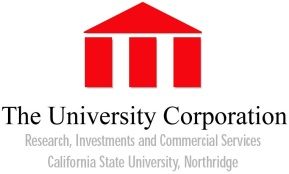 The University Corporation
Research, Investments and Commercial Services
California State University, Northridge